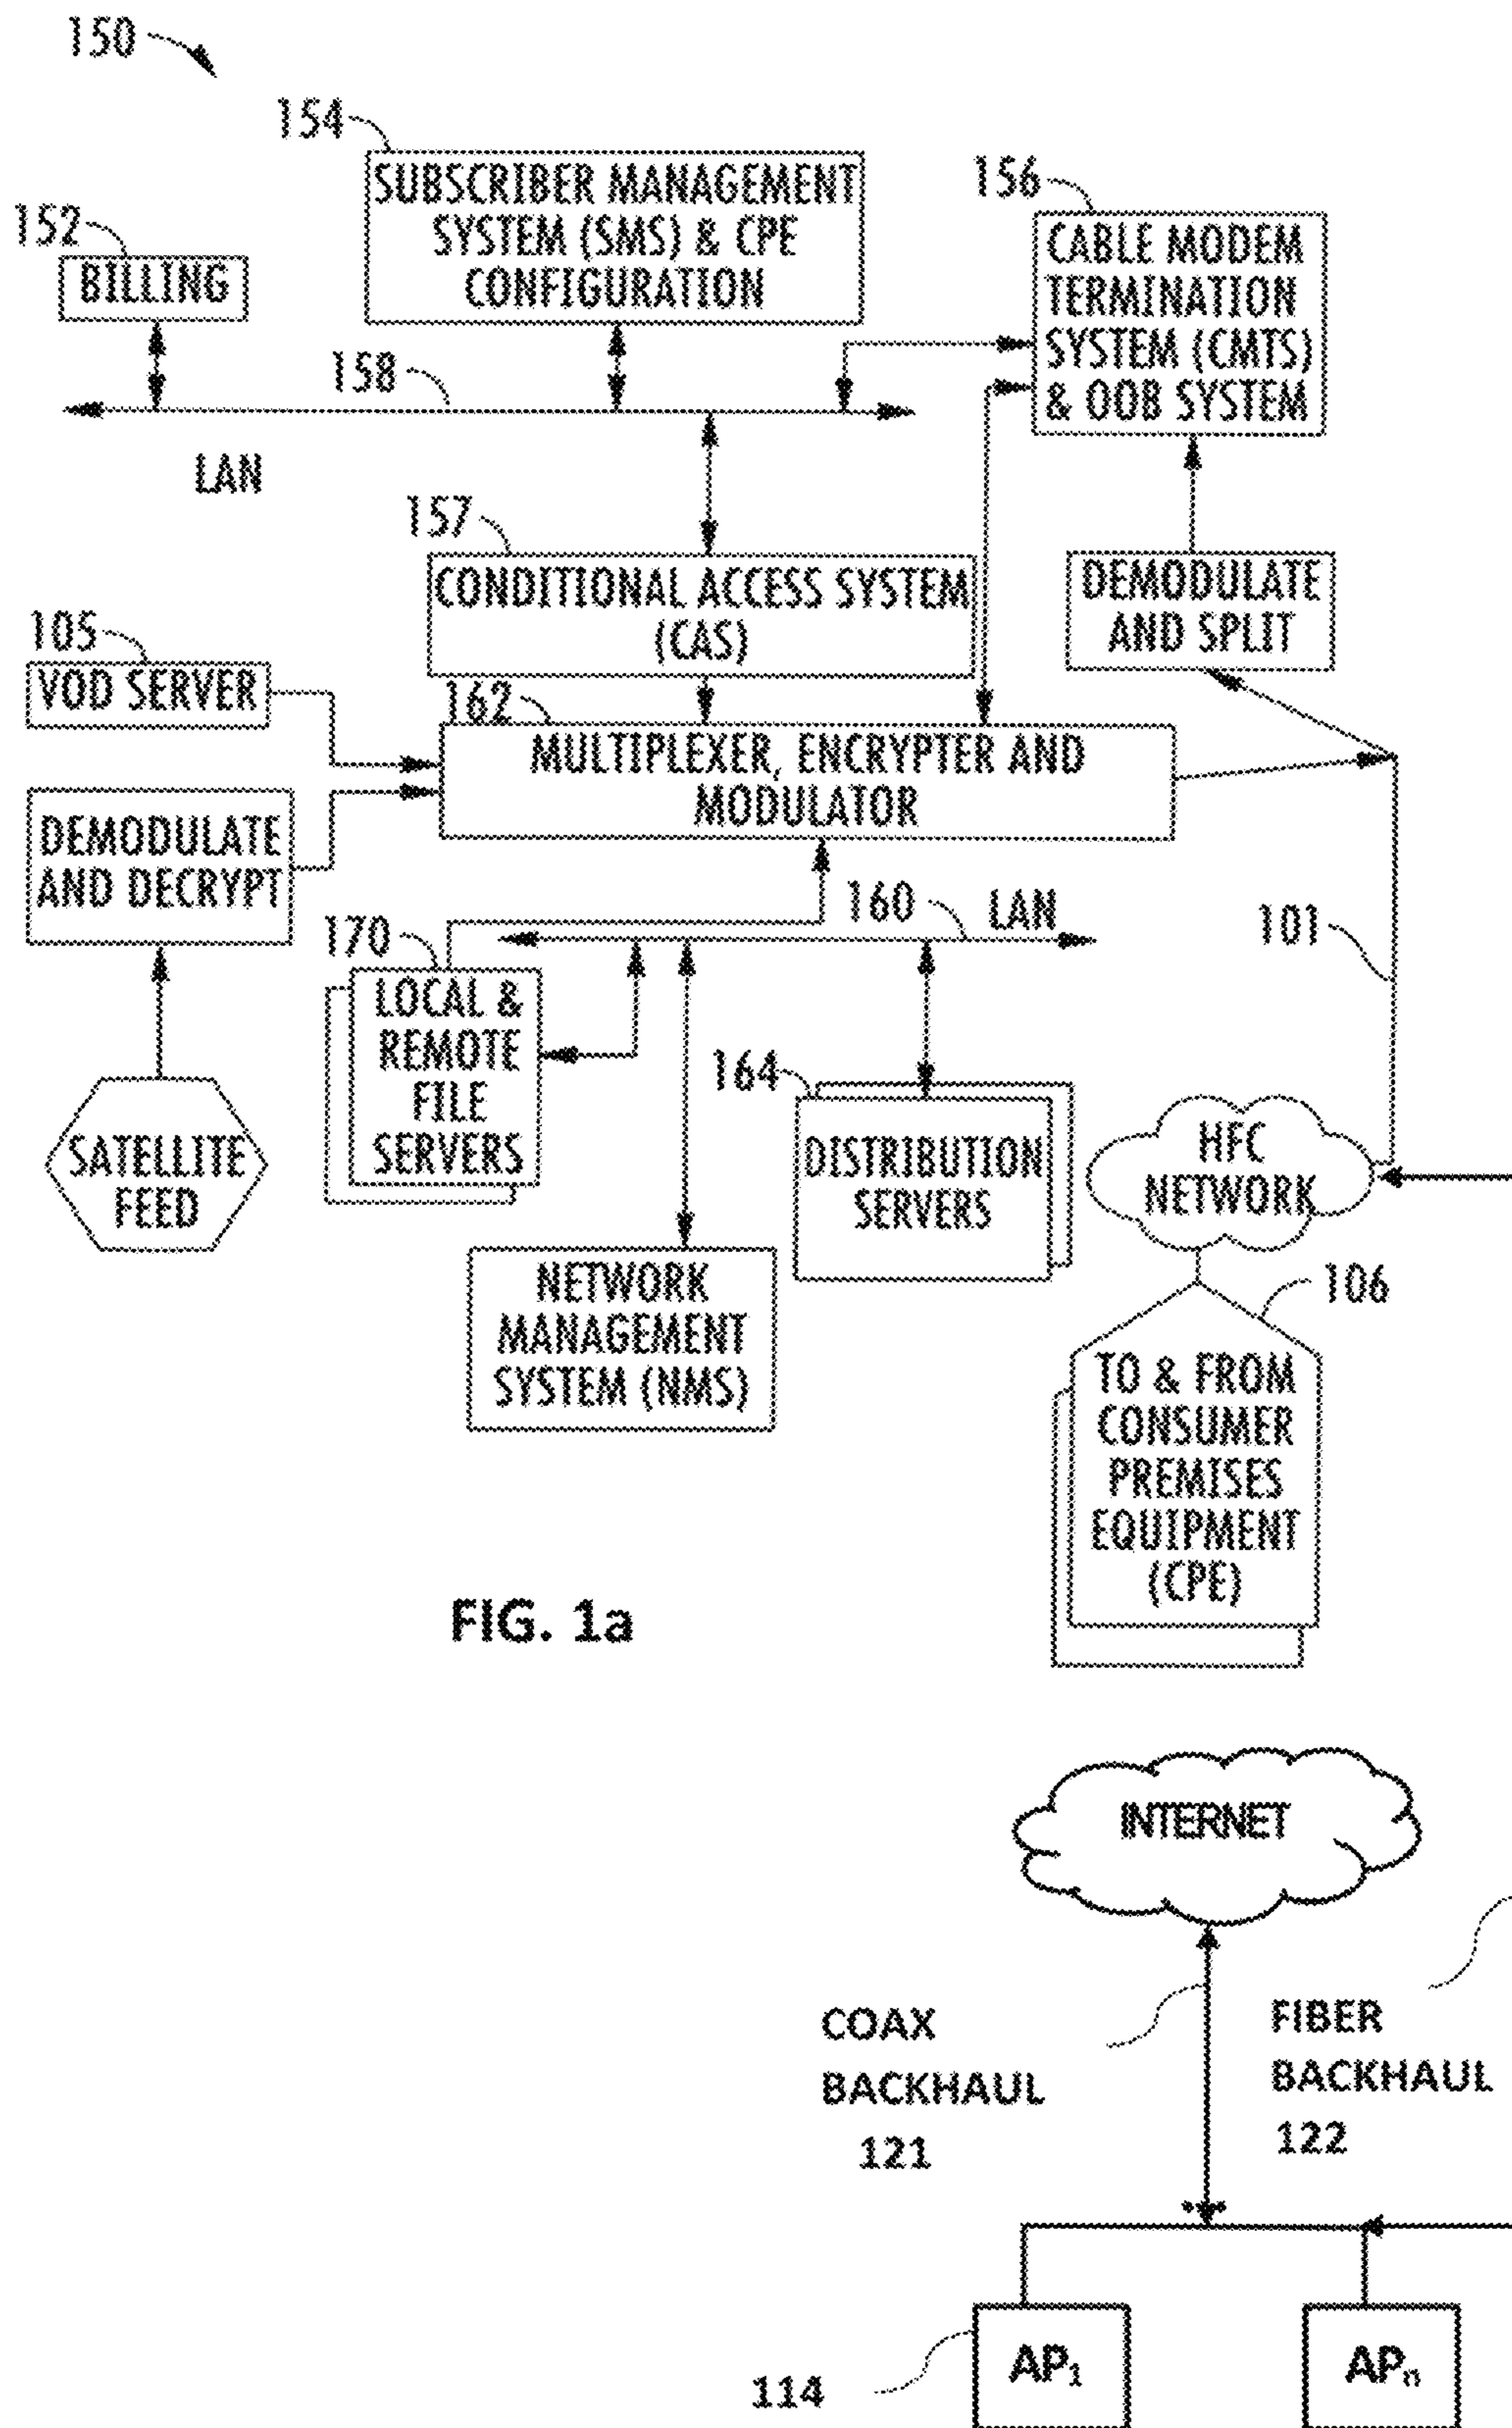 150
154
SUBSCRIBER MANAGEMENT
SYSTEM (SMS) & CPE
CONFIGURATION
156
CABLE MODEM
TERMINATION
SYSTEM (CMTS)
& OOB SYSTEM
152
BILLING
158
LAN
157
CONDITIONAL ACCESS SYSTEM
(CAS)
DEMODULATE
AND SPLIT
105
VOD SERVER
162
MULTIPLEXER, ENCRYPTER AND
MODULATOR
DEMODULATE
AND DECRYPT
170
160
LAN
101
LOCAL &
REMOTE
FILE
SERVERS
164
DISTRIBUTION
SERVERS
SATELLITE
FEED
HFC
NETWORK
NETWORK
MANAGEMENT
SYSTEM (NMS)
106
TO & FROM
CONSUMER
PREMISES
EQUIPMENT
(CPE)
FIG. 1a
INTERNET
COAX
BACKHAUL
121
FIBER
BACKHAUL
122
114
AP1
APn